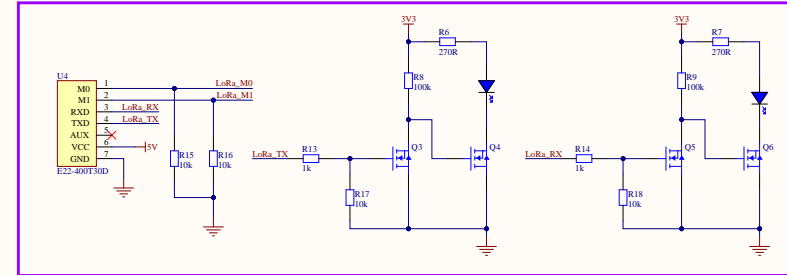 U4
M0 1 LoRa_M0
M1 2 LoRa_M1
RXD 3 LoRa_RX
TXD 4 LoRa_TX
AUX 5
VCC 6 5V
GND 7
E22-400T30D
R15
10k
R16
10k
3V3
R6
270R
R8
100k
Q3
Q4
LoRa_TX
R13
1k
R17
10k
3V3
R7
270R
R9
100k
Q5
Q6
LoRa_RX
R14
1k
R18
10k